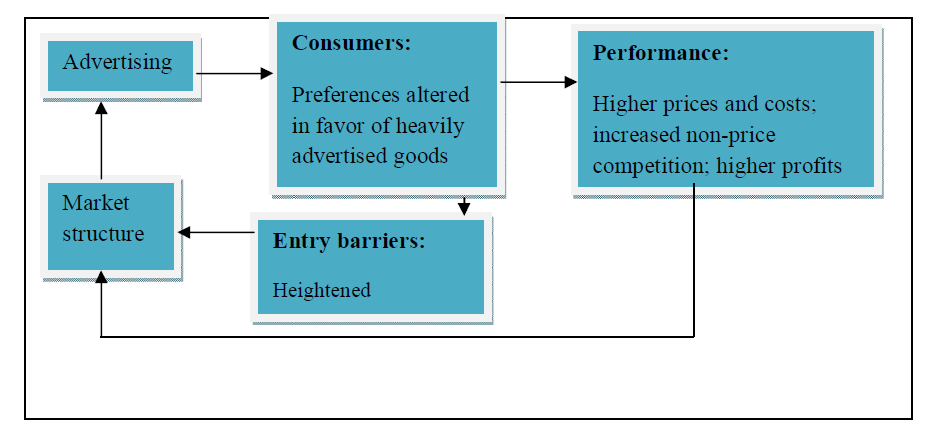 Advertising
Consumers:
Preferences altered
in favor of heavily
advertised goods
Performance:
Higher prices and costs;
increased non-price
competition; higher profits
Market
structure
Entry barriers:
Heightened